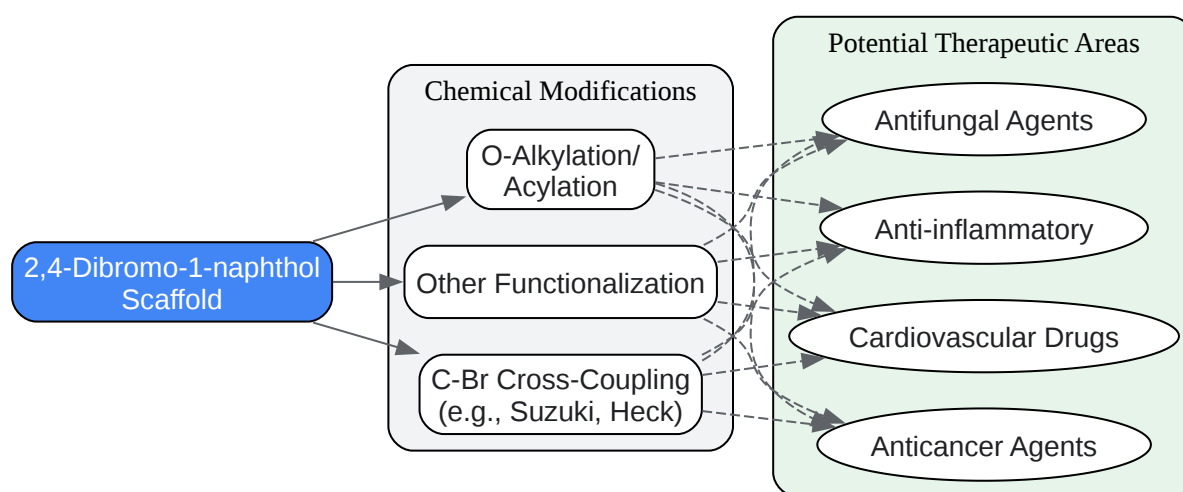 2,4-Dibromo-1-naphthol
Scaffold
Chemical Modifications
O-Alkylation/
Acylation
Other Functionalization
C-Br Cross-Coupling
(e.g., Suzuki, Heck)
Potential Therapeutic Areas
Antifungal Agents
Anti-inflammatory
Cardiovascular Drugs
Anticancer Agents